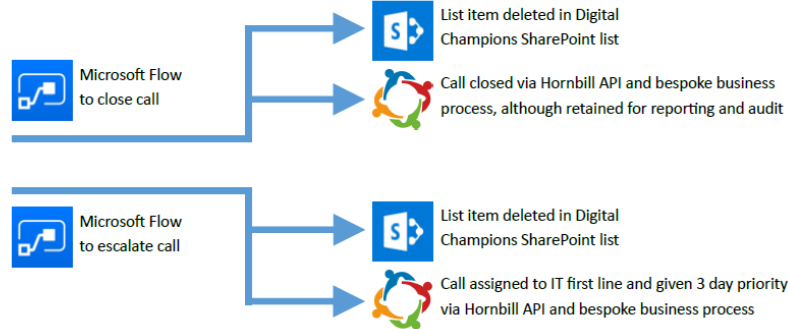 List item deleted in Digital
Champions SharePoint list
Microsoft Flow
to close call
Call closed via Hornbill API and bespoke business
process, although retained for reporting and audit
Microsoft Flow
to escalate call
List item deleted in Digital
Champions SharePoint list
Call assigned to IT first line and given 3 day priority
via Hornbill API and bespoke business process